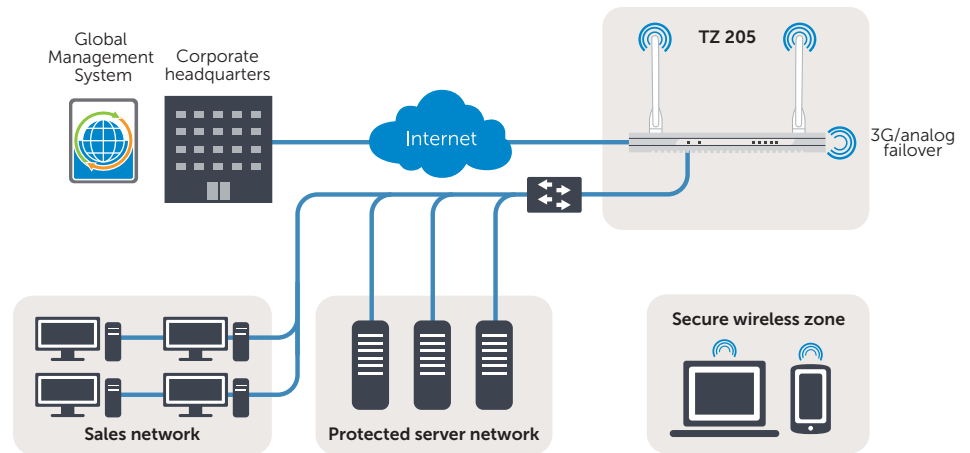 Global
Management
System
Corporate
headquarters
Internet
TZ 205
3G/analog
failover
Sales network
Protected server network
Secure wireless zone